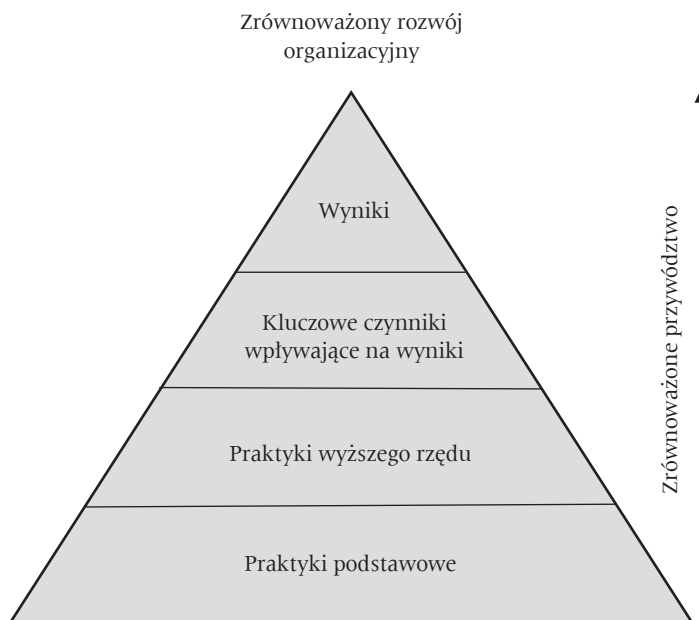 Zrównoważony rozwój
organizacyjny
Wyniki
Kluczowe czynniki
wpływające na wyniki
Praktyki wyższego rzędu
Praktyki podstawowe
Zrównoważone przywództwo